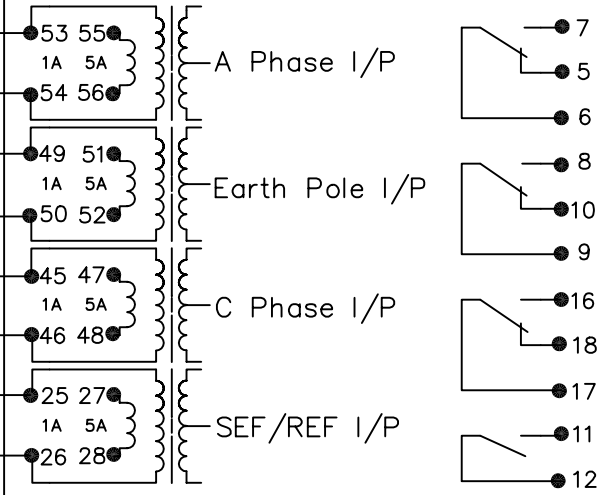 53 55
1A 5A
54 56
A Phase I/P
49 51
1A 5A
50 52
Earth Pole I/P
45 47
1A 5A
46 48
C Phase I/P
25 27
1A 5A
26 28
SEF/REF I/P
7
5
6
8
10
9
16
18
17
11
12